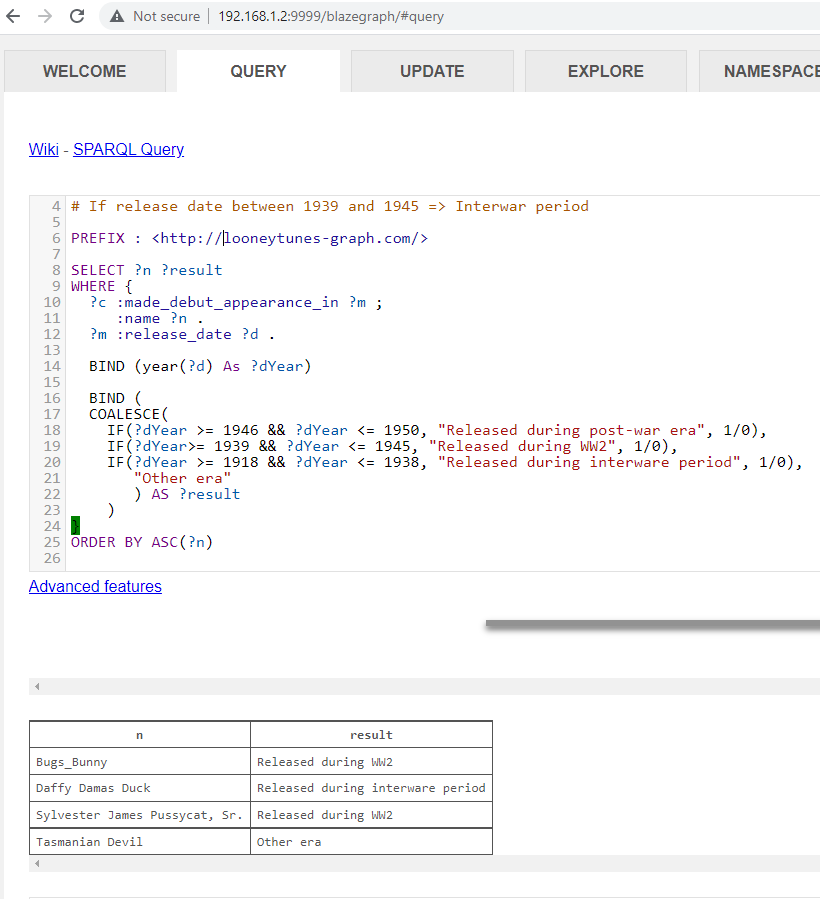 Not secure | 192.168.1.2:9999/blazegraph/#query
WELCOME QUERY UPDATE EXPLORE NAMESPACE
Wiki - SPARQL Query
4 # If release date between 1939 and 1945 => Interwar period
5
6 PREFIX : <http://looneytunes-graph.com/>
7
8 SELECT ?n ?result
9 WHERE {
10 ?c :made_debut_appearance_in ?m ;
11 :name ?n .
12 ?m :release_date ?d .
13
14 BIND (year(?d) As ?dYear)
15
16 BIND (
17 COALESCE(
18 IF(?dYear >= 1946 && ?dYear <= 1950, "Released during post-war era", 1/0),
19 IF(?dYear>= 1939 && ?dYear <= 1945, "Released during WW2", 1/0),
20 IF(?dYear >= 1918 && ?dYear <= 1938, "Released during interware period", 1/0),
21 "Other era"
22 ) AS ?result
23 )
24 }
25 ORDER BY ASC(?n)
26
Advanced features
n result
Bugs_Bunny Released during WW2
Daffy Damas Duck Released during interware period
Sylvester James Pussycat, Sr. Released during WW2
Tasmanian Devil Other era